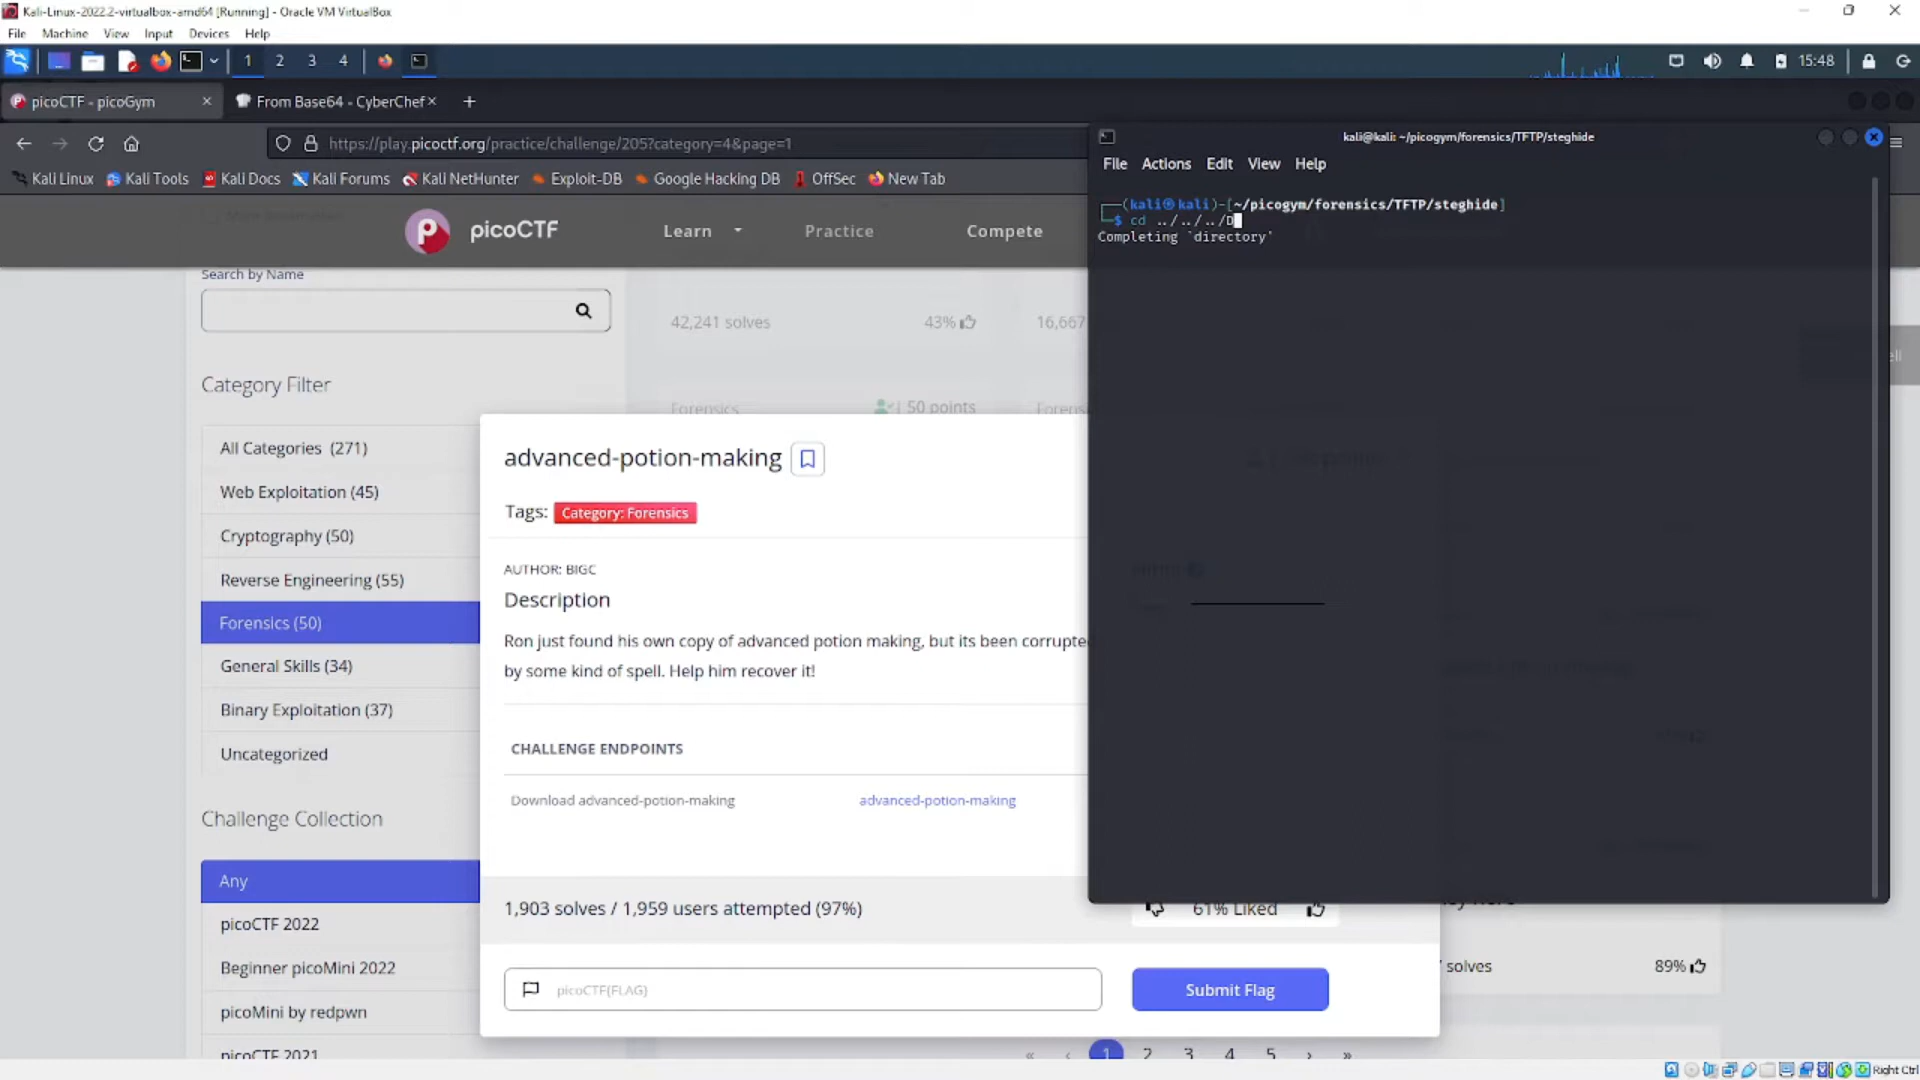 Kali-Linux-2022.2-virtualbox-amd64 [Running] - Oracle VM VirtualBox
File Machine View Input Devices Help
1 2 3 4 15:48
picoCTF - picoGym × From Base64 - CyberChef × +
https://play.picoctf.org/practice/challenge/205?category=4&page=1
Kali Linux Kali Tools Kali Docs Kali Forums Kali NetHunter Exploit-DB Google Hacking DB OffSec New Tab
picoCTF Learn Practice Compete
Search by Name
42,241 solves 43% 16,667
Category Filter
Forensics 50 points
All Categories (271)
Web Exploitation (45)
Cryptography (50)
Reverse Engineering (55)
Forensics (50)
General Skills (34)
Binary Exploitation (37)
Uncategorized
Challenge Collection
Any
picoCTF 2022
Beginner picoMini 2022
picoMini by redpwn
picoCTF 2021
advanced-potion-making
Tags: Category: Forensics
AUTHOR: BIGC
Description
Ron just found his own copy of advanced potion making, but its been corrupted
by some kind of spell. Help him recover it!
CHALLENGE ENDPOINTS
Download advanced-potion-making advanced-potion-making
1,903 solves / 1,959 users attempted (97%)
61% Liked
picoCTF{FLAG}
Submit Flag
solves 89%
« ‹ 1 2 3 4 5 › »
kali@kali: ~/picogym/forensics/TFTP/steghide
File Actions Edit View Help
┌──(kali㉿kali)-[~/picogym/forensics/TFTP/steghide]
└─$ cd ../../../D
Completing `directory'
Right Ctrl